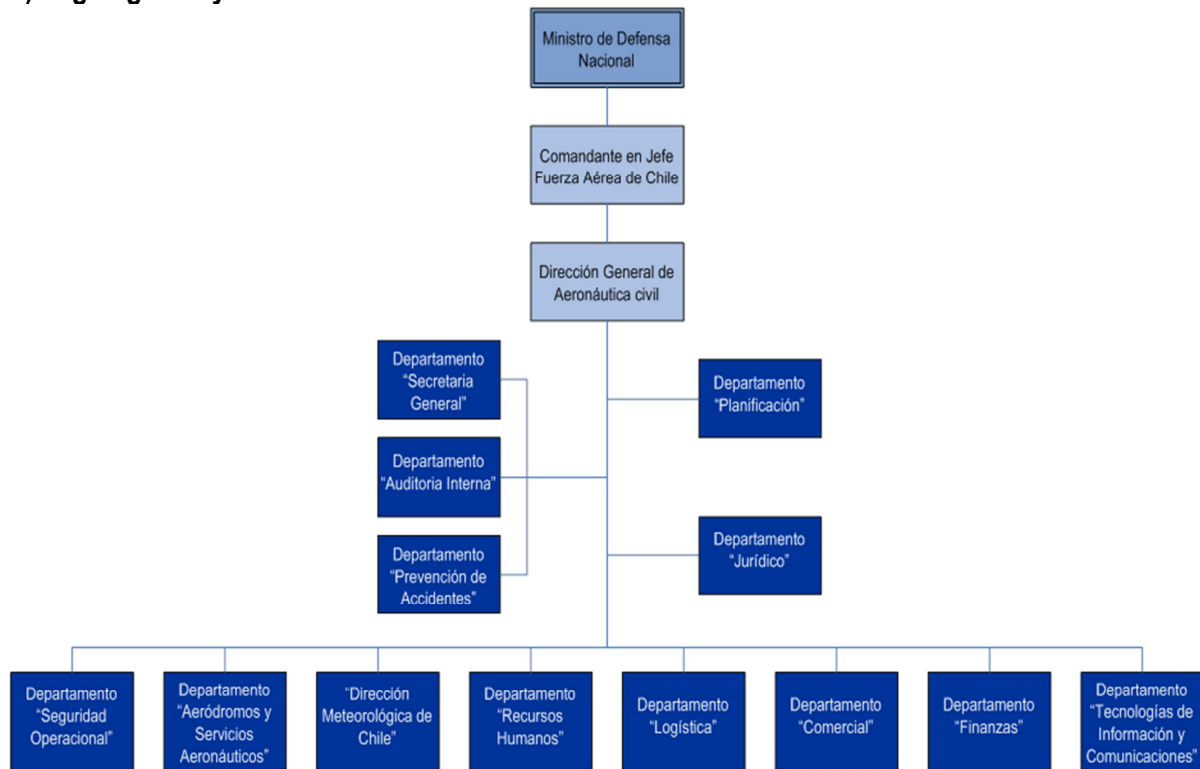 Ministro de Defensa
Nacional
Comandante en Jefe
Fuerza Aérea de Chile
Dirección General de
Aeronáutica civil
Departamento
“Secretaria
General”
Departamento
“Planificación”
Departamento
“Auditoria Interna”
Departamento
“Jurídico”
Departamento
“Prevención de
Accidentes”
Departamento
“Seguridad
Operacional”
Departamento
“Aeródromos y
Servicios
Aeronáuticos”
“Dirección
Meteorológica de
Chile”
Departamento
“Recursos
Humanos”
Departamento
“Logística”
Departamento
“Comercial”
Departamento
“Finanzas”
Departamento
“Tecnologías de
Información y
Comunicaciones”